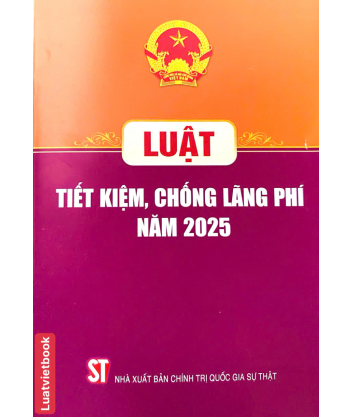 LUẬT
TIẾT KIỆM, CHỐNG LÃNG PHÍ
NĂM 2025
ST
NHÀ XUẤT BẢN CHÍNH TRỊ QUỐC GIA SỰ THẬT
Luatvietbook